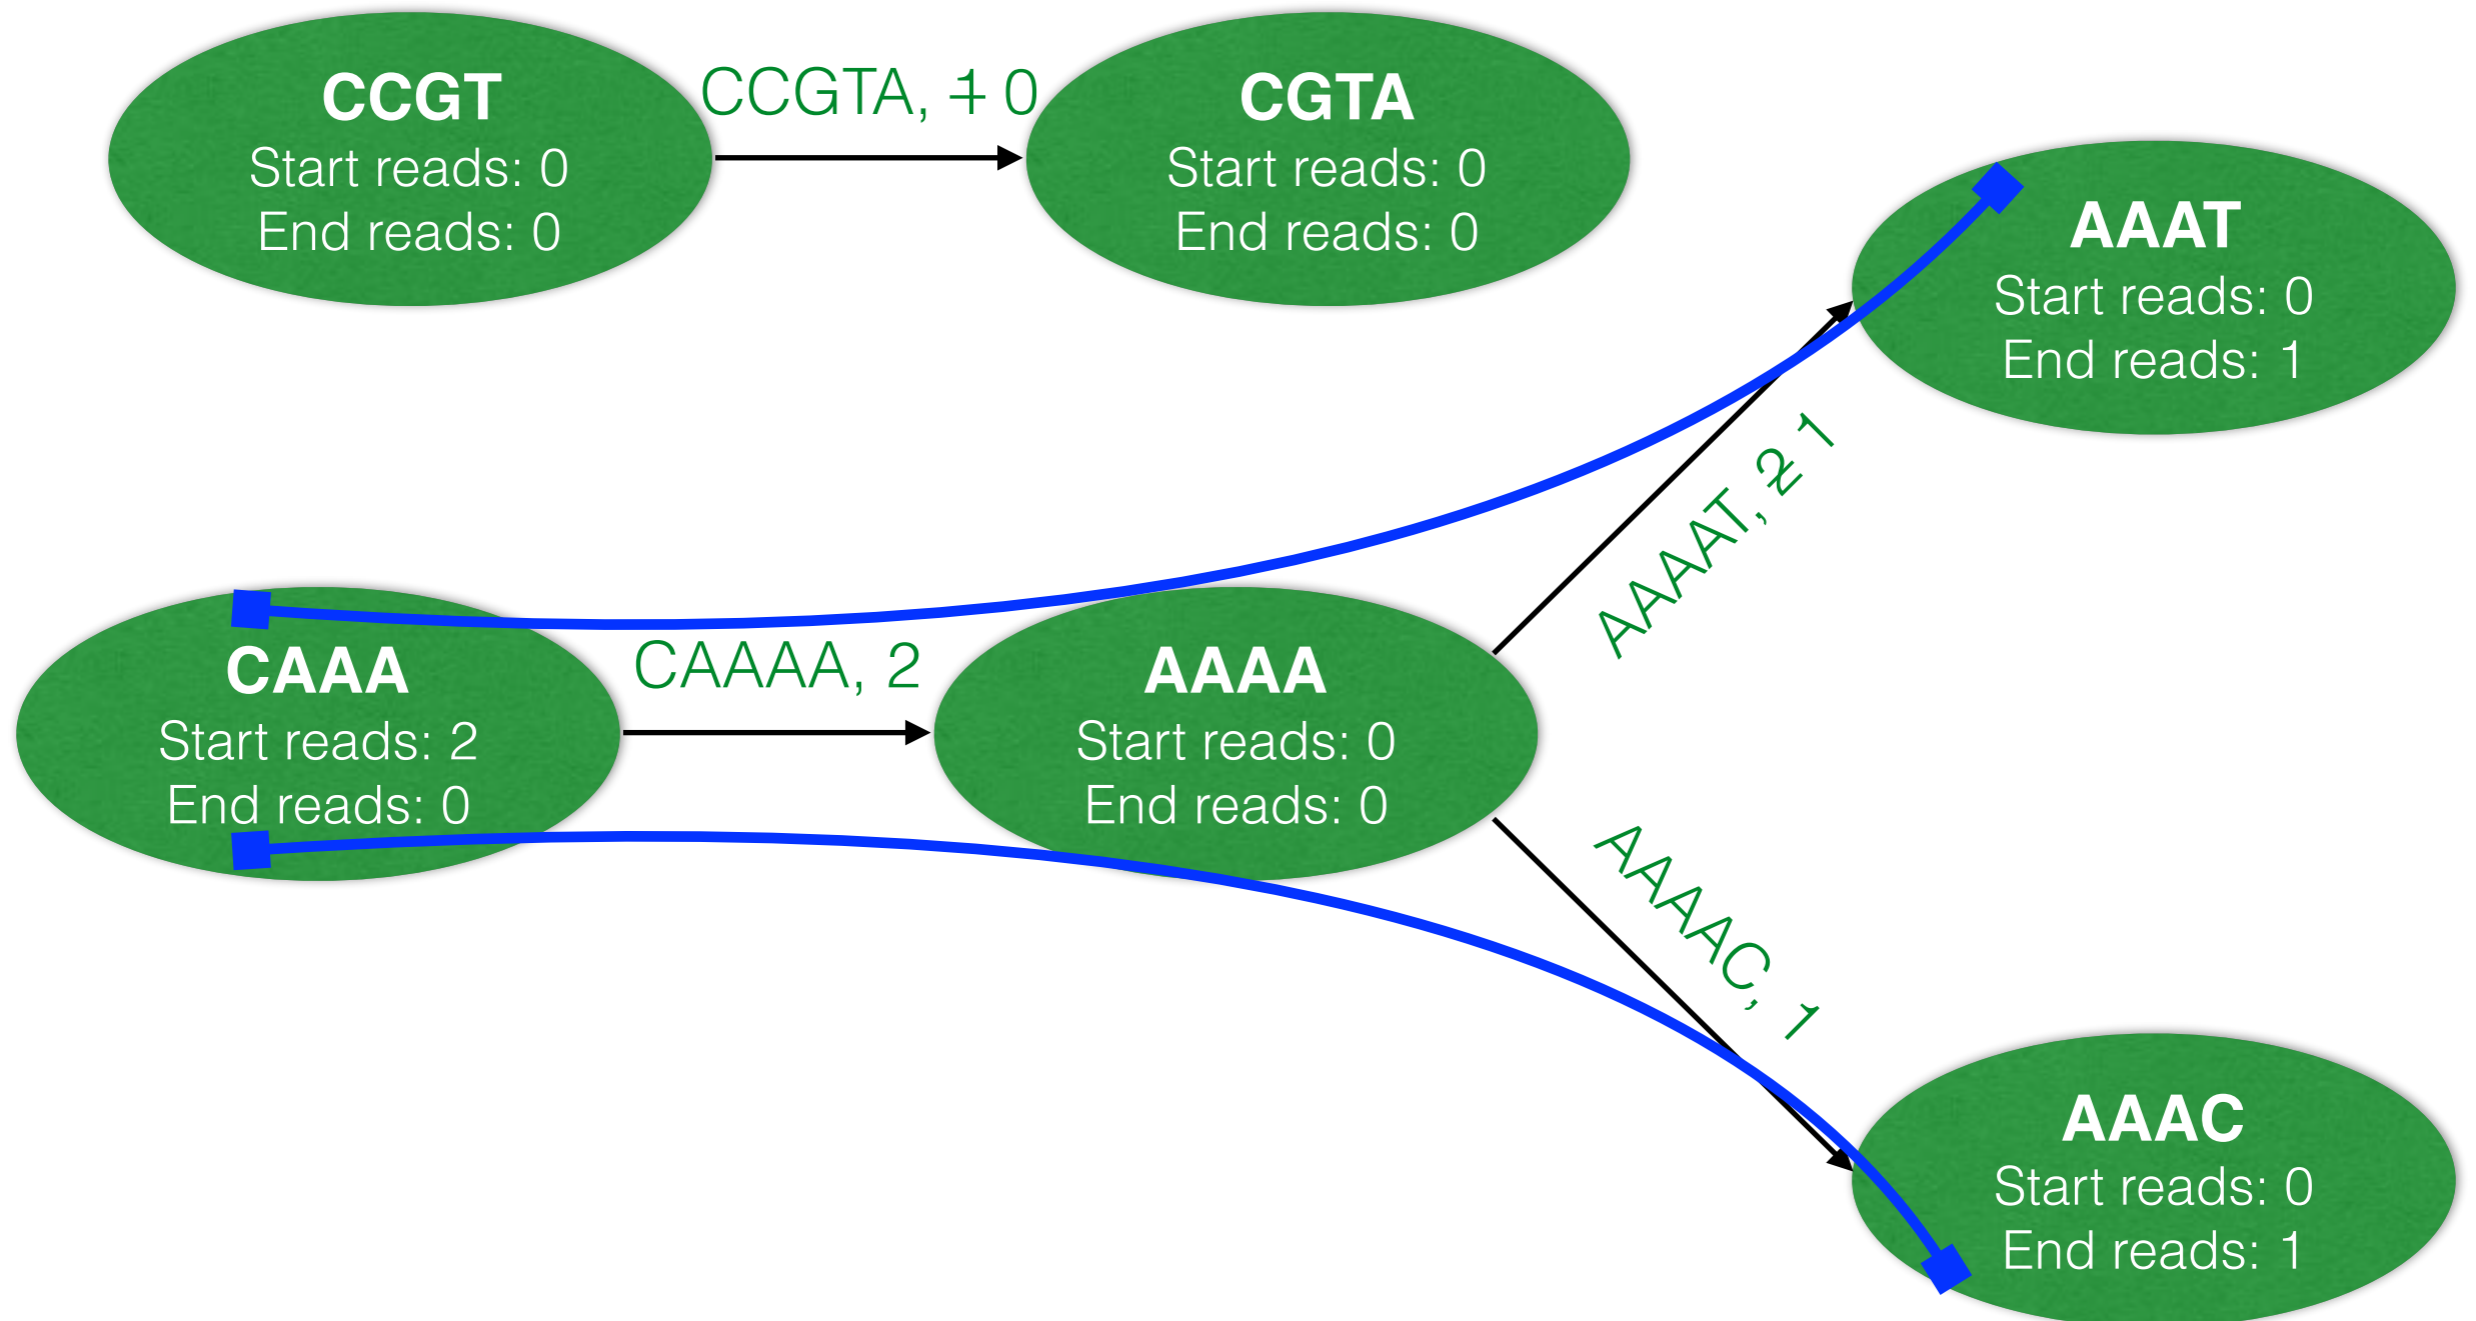 CCGT
Start reads: 0
End reads: 0
CCGTA, 1 0
CGTA
Start reads: 0
End reads: 0
AAAT
Start reads: 0
End reads: 1
AAAAT, 2 1
CAAA
Start reads: 2
End reads: 0
CAAAA, 2
AAAA
Start reads: 0
End reads: 0
AAAAC, 1
AAAC
Start reads: 0
End reads: 1